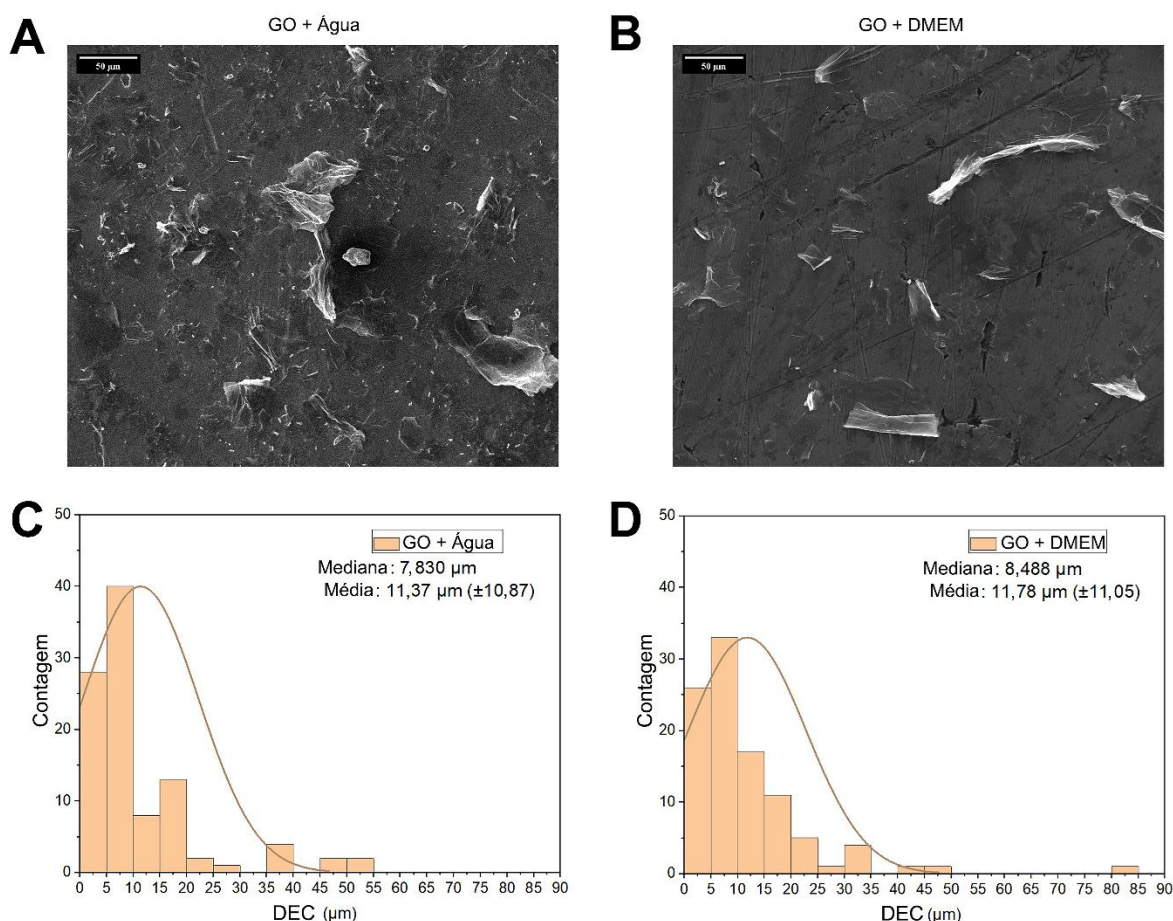 A
GO + Água
50 µm
B
GO + DMEM
50 µm
C
50
40
30
20
10
0
Contagem
GO + Água
Mediana: 7,830 µm
Média: 11,37 µm (±10,87)
0 5 10 15 20 25 30 35 40 45 50 55 60 65 70 75 80 85 90
DEC (µm)
D
50
40
30
20
10
0
Contagem
GO + DMEM
Mediana: 8,488 µm
Média: 11,78 µm (±11,05)
0 5 10 15 20 25 30 35 40 45 50 55 60 65 70 75 80 85 90
DEC (µm)